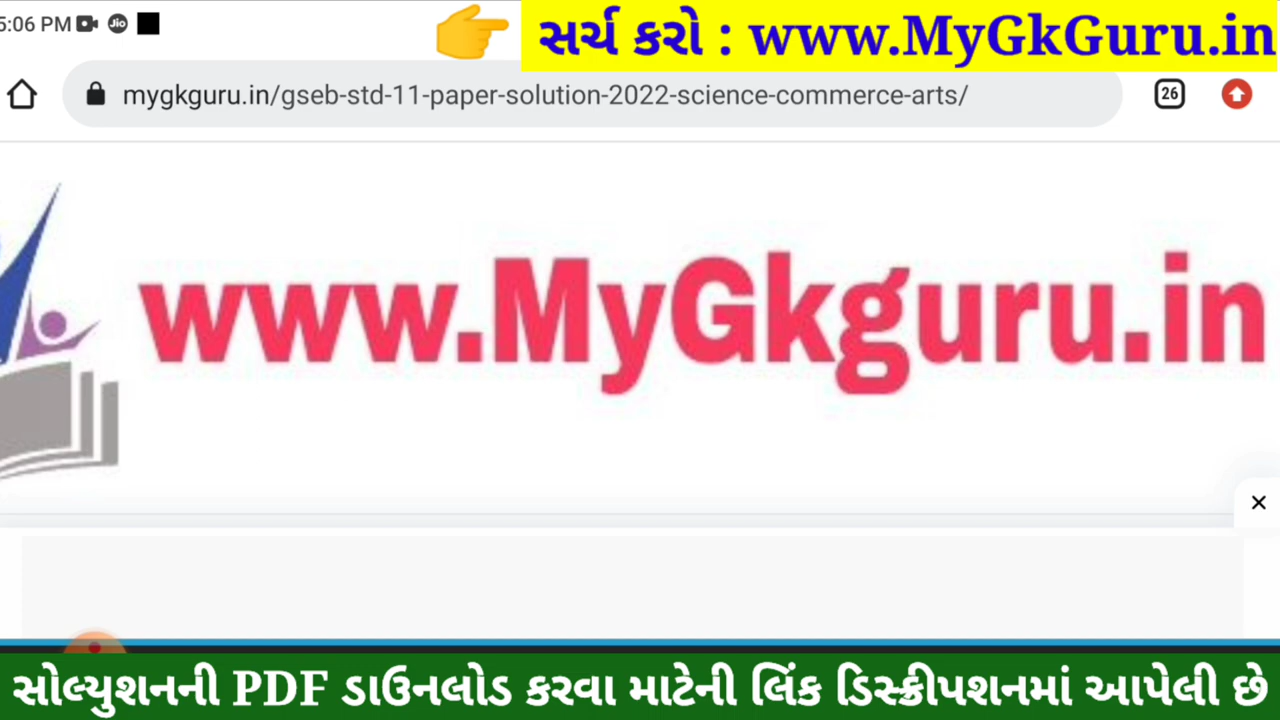 5:06 PM Jio
👉 સર્ચ કરો : www.MyGkGuru.in
mygkguru.in/gseb-std-11-paper-solution-2022-science-commerce-arts/
26
www.MyGkguru.in
સોલ્યુશનની PDF ડાઉનલોડ કરવા માટેની લિંક ડિસ્ક્રીપશનમાં આપેલી છે